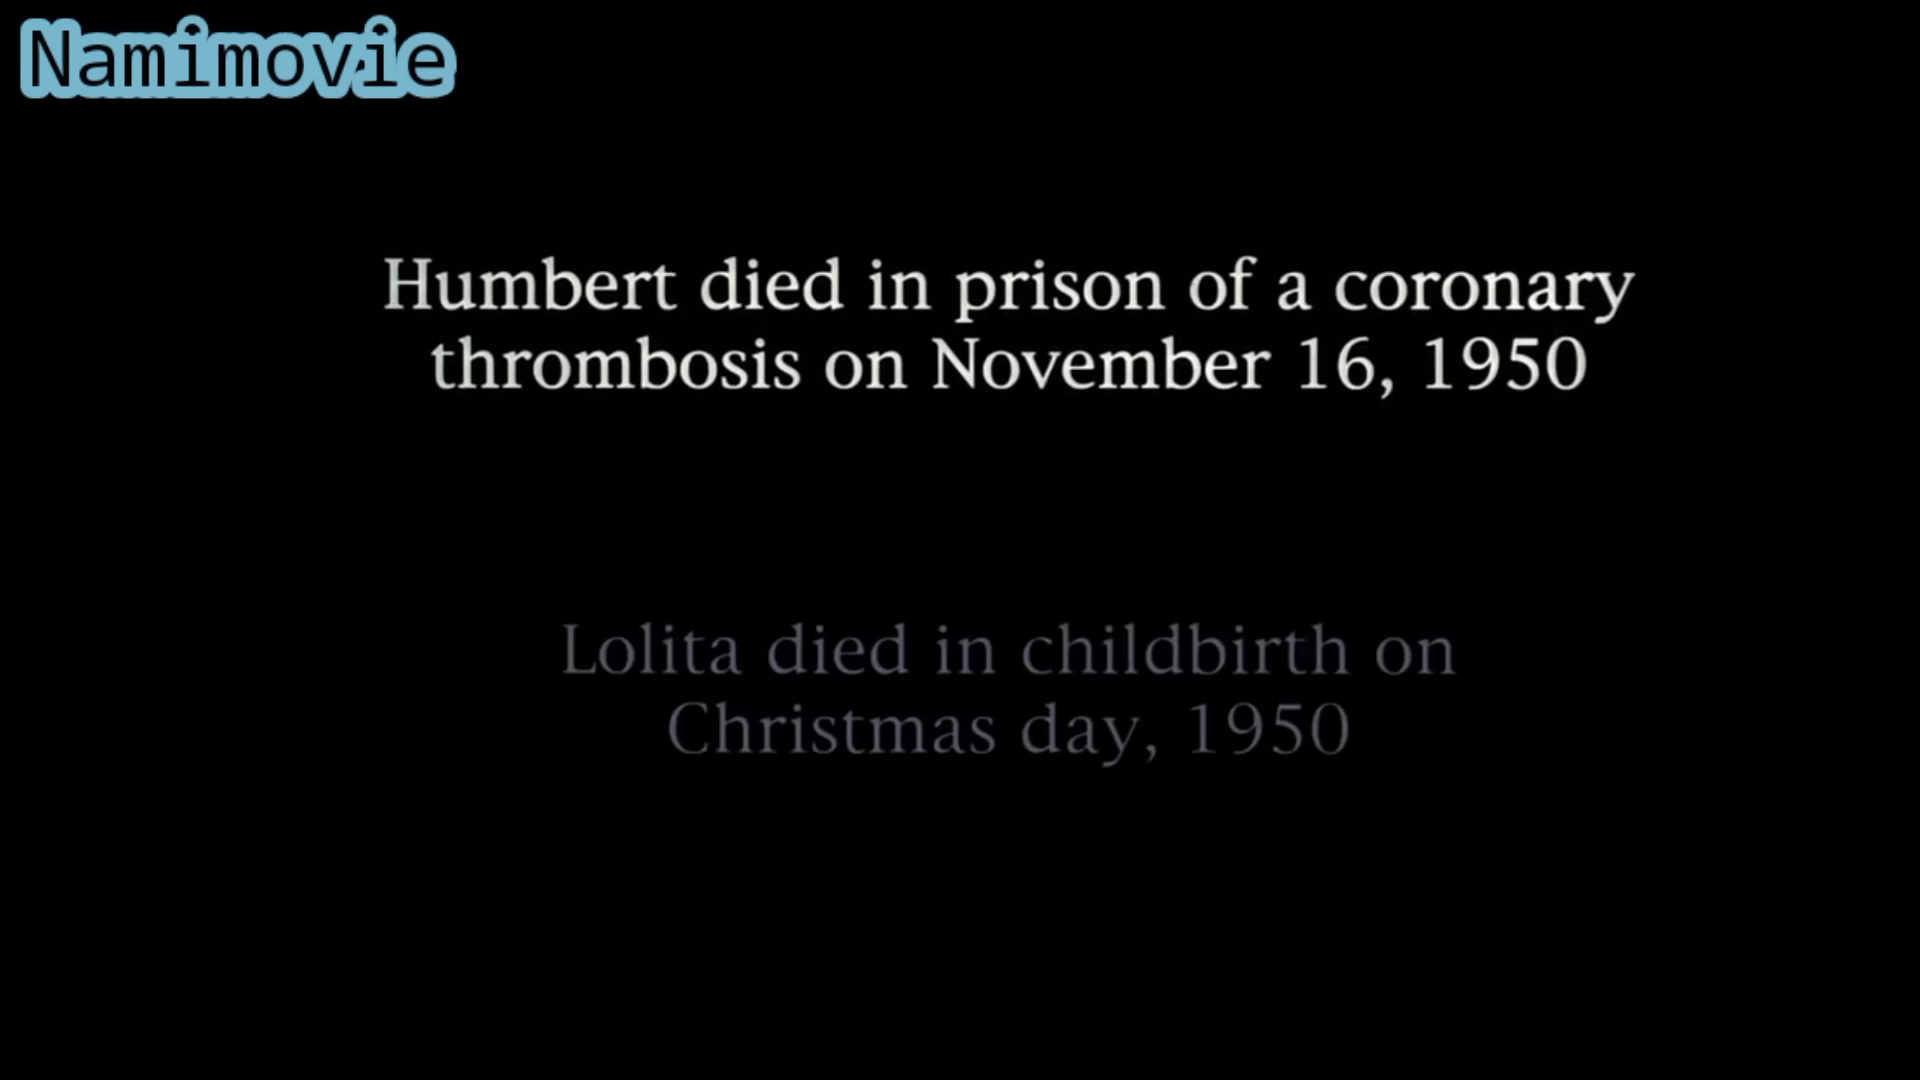 Namimovie
Humbert died in prison of a coronary
thrombosis on November 16, 1950
Lolita died in childbirth on
Christmas day, 1950